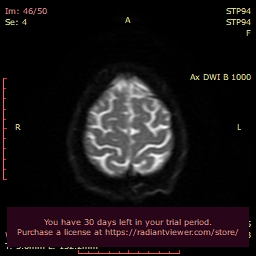 Im: 46/50
STP94
Se: 4
STP94
A
F
Ax DWI B 1000
R
L
You have 30 days left in your trial period.
Purchase a license at https://radiantviewer.com/store/